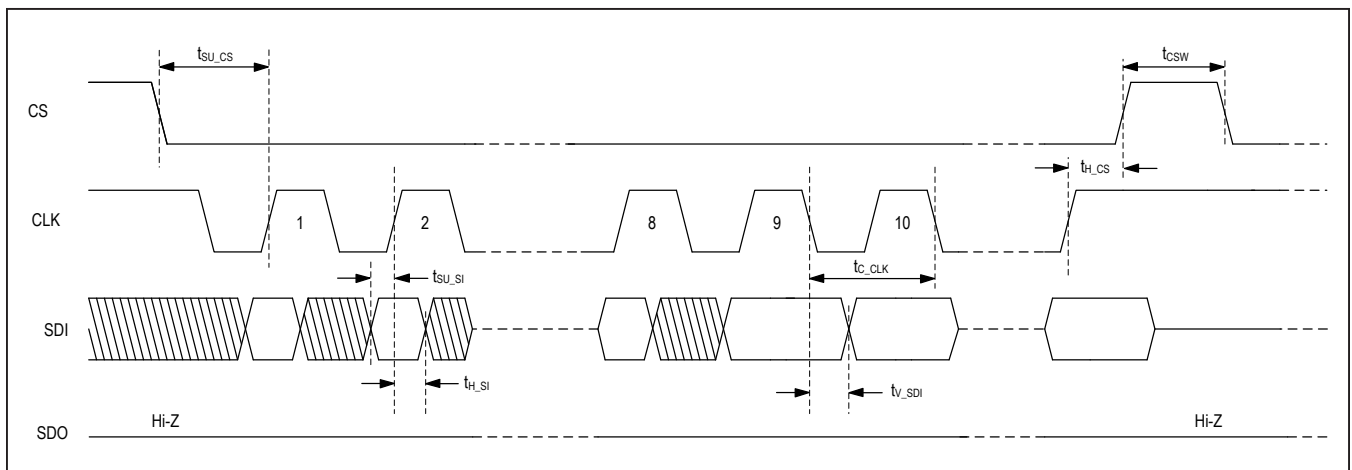 tSU_CS
tCSW
CS
tH_CS
CLK
1
2
8
9
10
tSU_SI
tC_CLK
SDI
tH_SI
tV_SDI
Hi-Z
Hi-Z
SDO